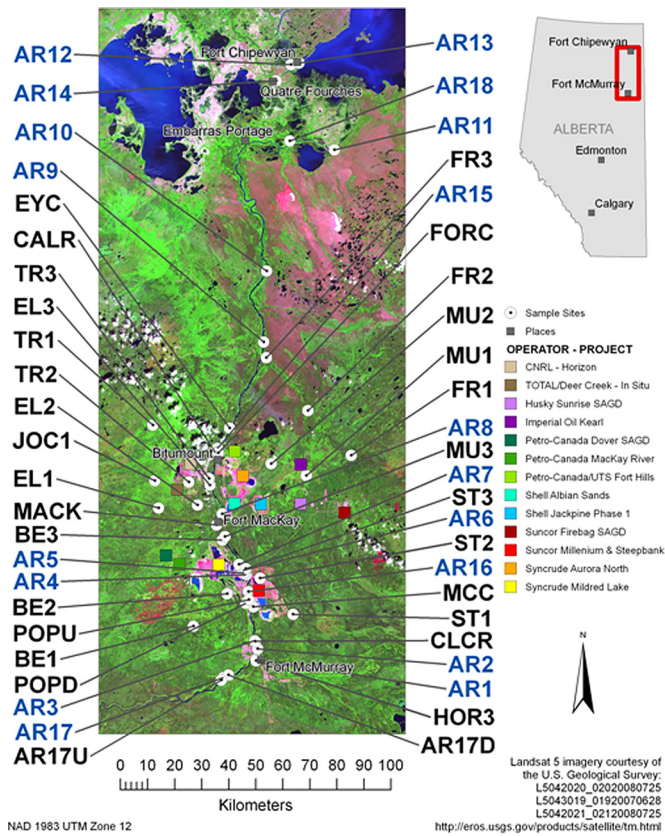 AR12
AR14
AR10
AR9
EYC
CALR
TR3
EL3
TR1
TR2
EL2
JOC1
EL1
MACK
BE3
AR5
AR4
BE2
POPU
BE1
POPD
AR3
AR17
AR17U
Fort Chipewyan
Quatre Fourches
Embarras Portage
Bitumount
Fort MacKay
Fort McMurray
AR13
AR18
AR11
FR3
AR15
FORC
FR2
MU2
MU1
FR1
AR8
MU3
AR7
ST3
AR6
ST2
AR16
MCC
ST1
CLCR
AR2
AR1
HOR3
AR17D
Fort Chipewyan
Fort McMurray
ALBERTA
Edmonton
Calgary
Sample Sites
Places
OPERATOR - PROJECT
CNRL - Horizon
TOTAL/Deer Creek - In Situ
Husky Sunrise SAGD
Imperial Oil Kearl
Petro-Canada Dover SAGD
Petro-Canada MacKay River
Petro-Canada/UTS Fort Hills
Shell Albian Sands
Shell Jackpine Phase 1
Suncor Firebag SAGD
Suncor Millenium & Steepbank
Syncrude Aurora North
Syncrude Mildred Lake
N
0 10 20 30 40 50 60 70 80 90 100
Kilometers
NAD 1983 UTM Zone 12
Landsat 5 imagery courtesy of
the U.S. Geological Survey:
L5042020_02020080725
L5043019_01920070628
L5042021_02120080725
http://eros.usgs.gov/products/satellite/tm.html